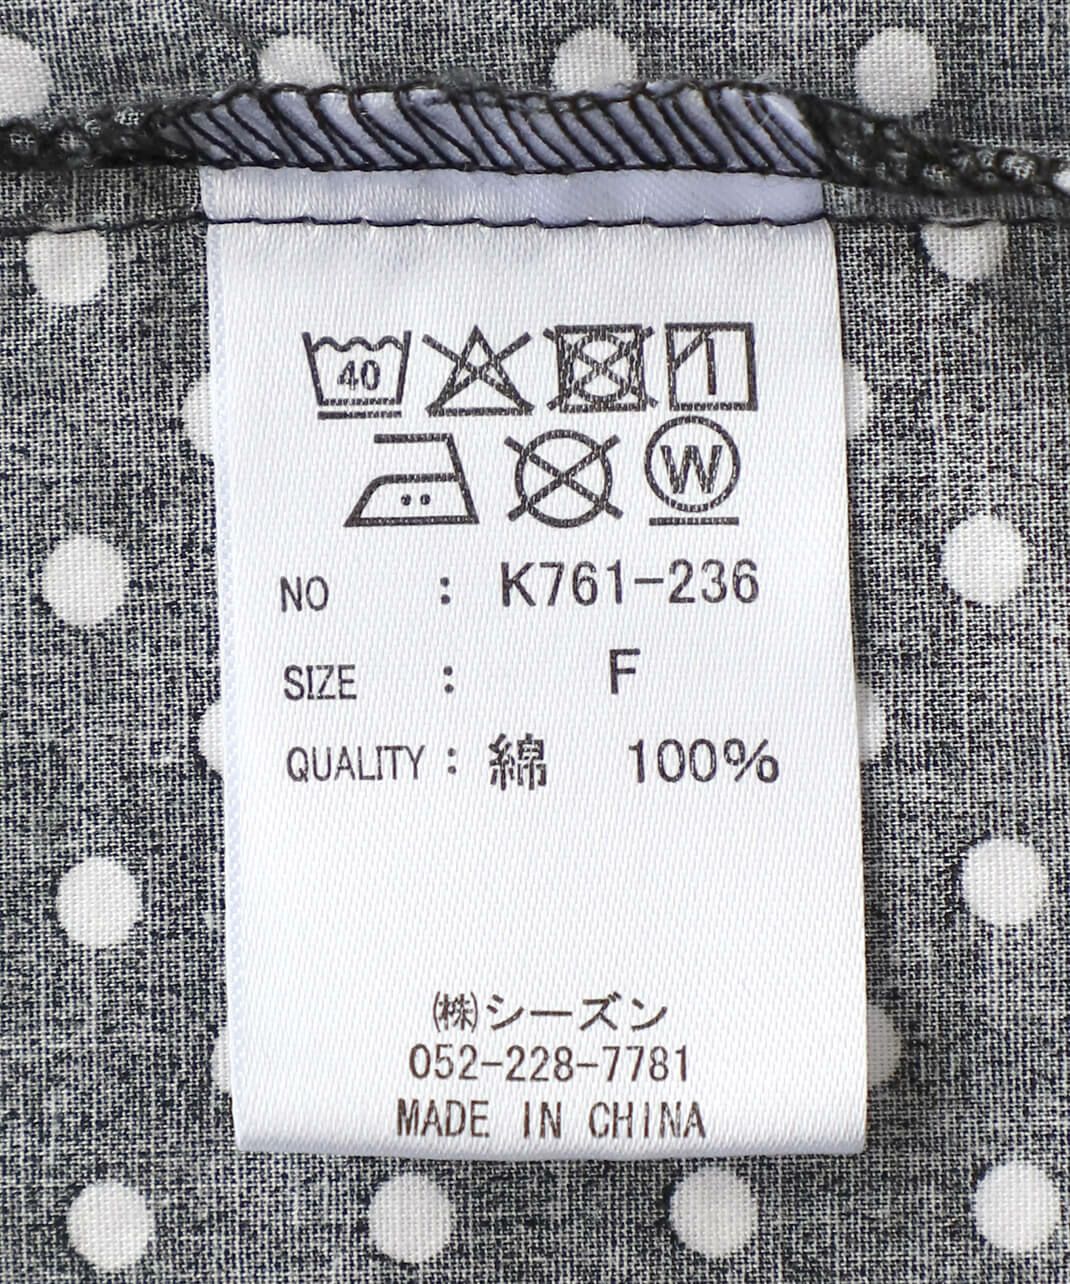 40
W
NO : K761-236
SIZE : F
QUALITY : 綿 100%
㈱シーズン
052-228-7781
MADE IN CHINA